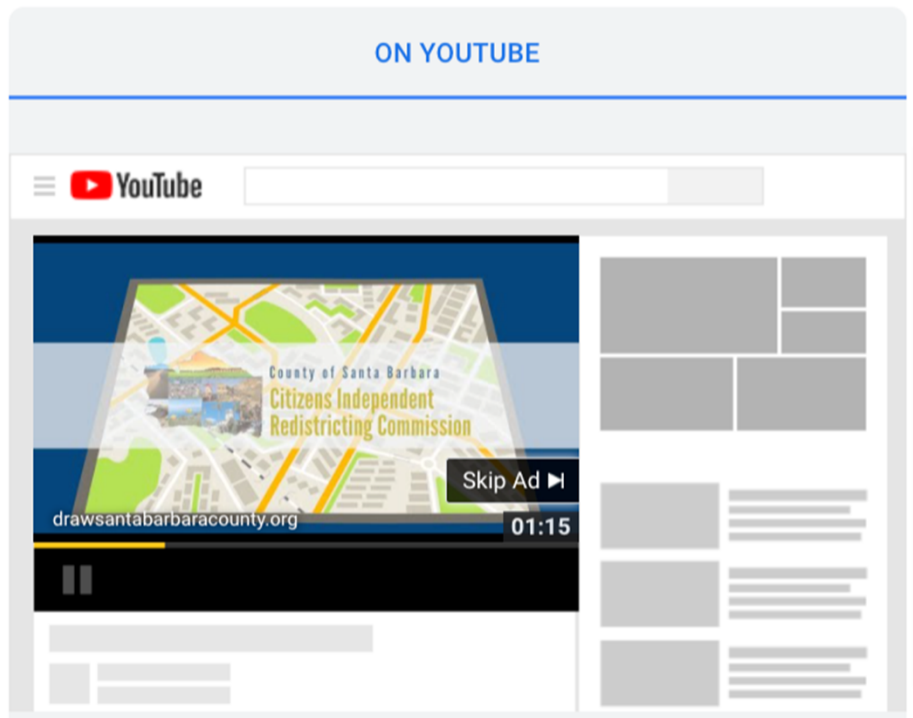 ON YOUTUBE
YouTube
County of Santa Barbara
Citizens Independent
Redistricting Commission
Skip Ad
drawsantabarbaracounty.org
01:15